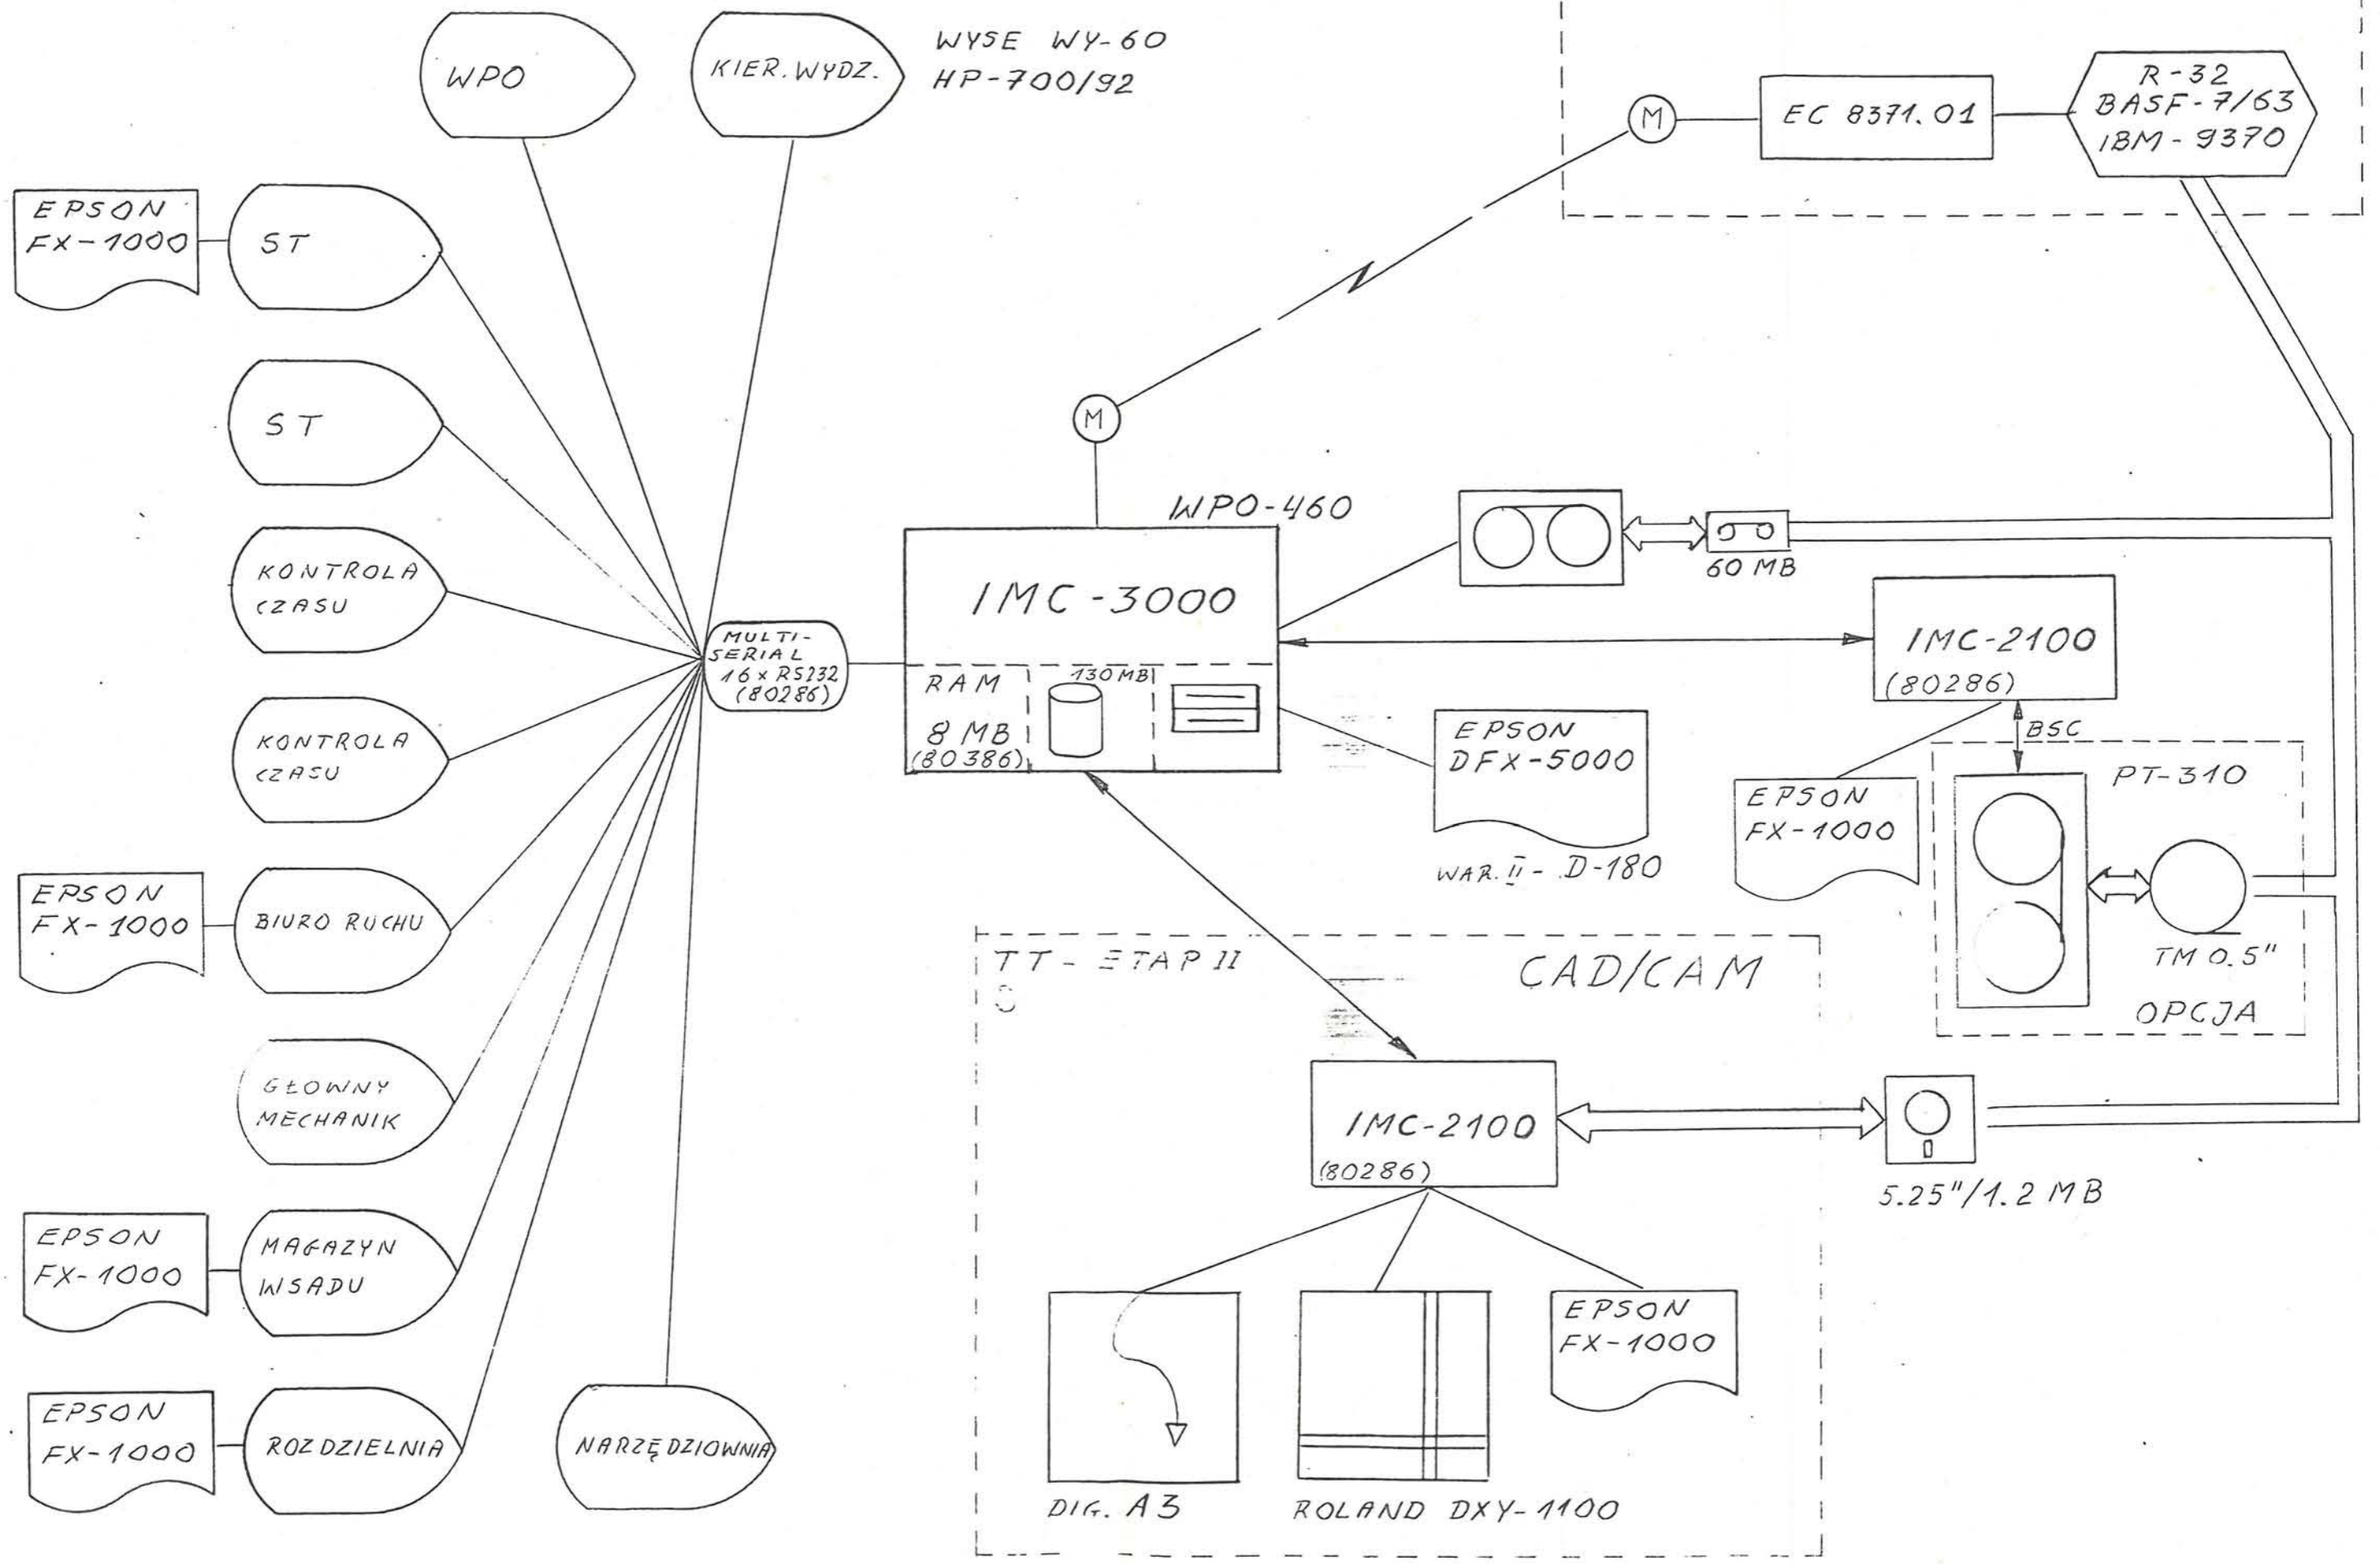 WPO
KIER. WYDZ.
WYSE WY-60
HP-700/92
M
EC 8371.01
R-32
BASF-7/63
IBM-9370
EPSON
FX-1000
ST
ST
KONTROLA
CZASU
KONTROLA
CZASU
EPSON
FX-1000
BIURO RUCHU
GŁOWNY
MECHANIK
EPSON
FX-1000
MAGAZYN
WSADU
EPSON
FX-1000
ROZDZIELNIA
NARZĘDZIOWNIA
MULTI-
SERIAL
16x RS232
(80286)
M
WPO-460
IMC-3000
RAM
8 MB
(80386)
130 MB
60 MB
IMC-2100
(80286)
BSC
EPSON
DFX-5000
WAR. II - D-180
EPSON
FX-1000
PT-310
TM 0.5"
OPCJA
TT - ETAP II
CAD/CAM
IMC-2100
(80286)
5.25"/1.2 MB
DIG. A3
ROLAND DXY-1100
EPSON
FX-1000